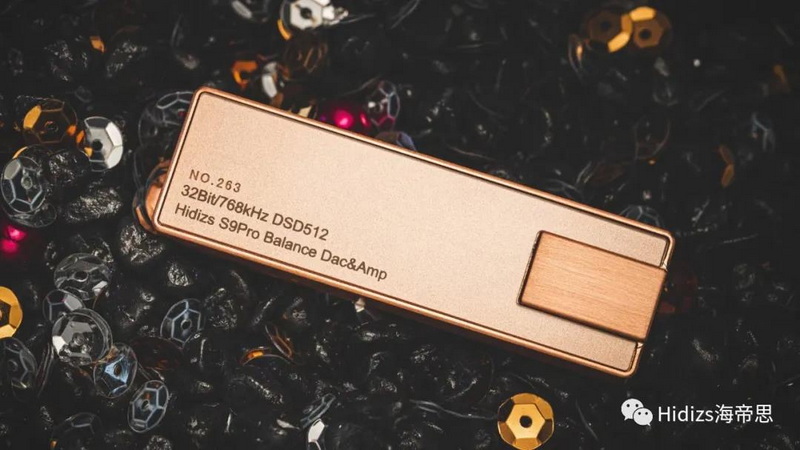 NO.263
32Bit/768kHz DSD512
Hidizs S9Pro Balance Dac&Amp
Hidizs海帝思